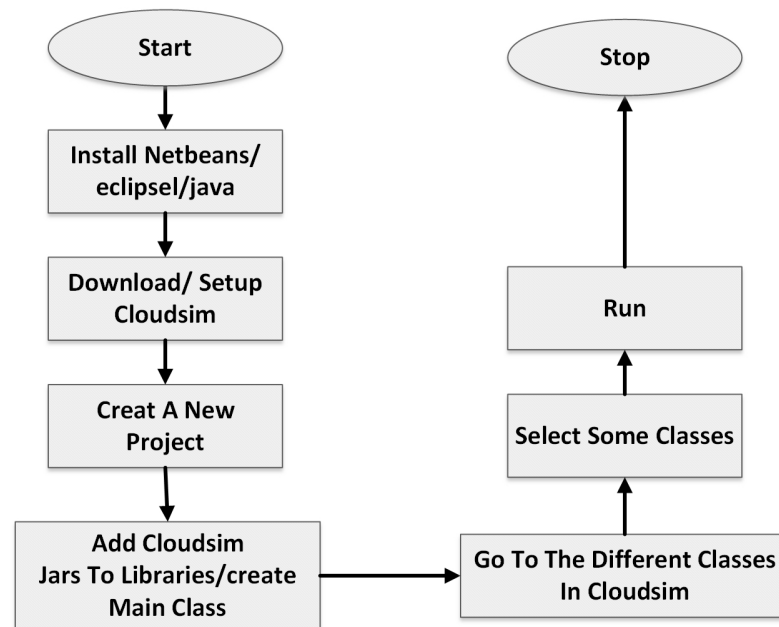 Start
Install Netbeans/
eclipsel/java
Download/ Setup
Cloudsim
Creat A New
Project
Add Cloudsim
Jars To Libraries/create
Main Class
Go To The Different Classes
In Cloudsim
Select Some Classes
Run
Stop